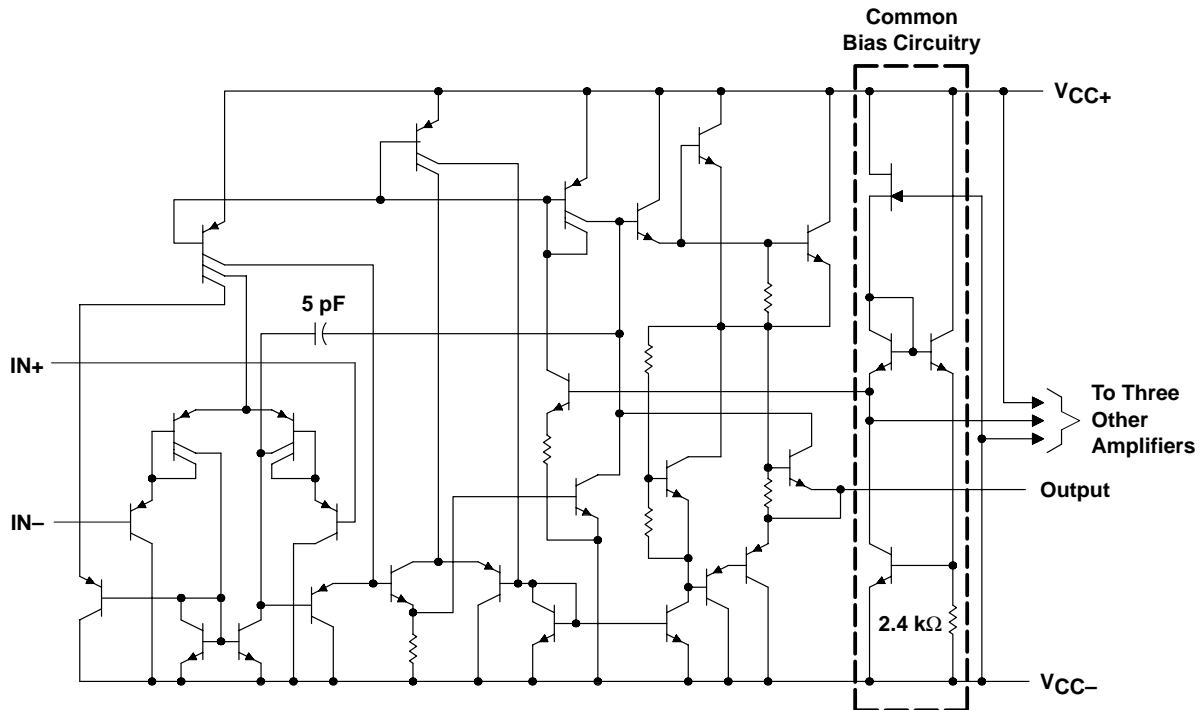 Common
Bias Circuitry
VCC+
5 pF
IN+
To Three
Other
Amplifiers
Output
IN–
2.4 kΩ
VCC–